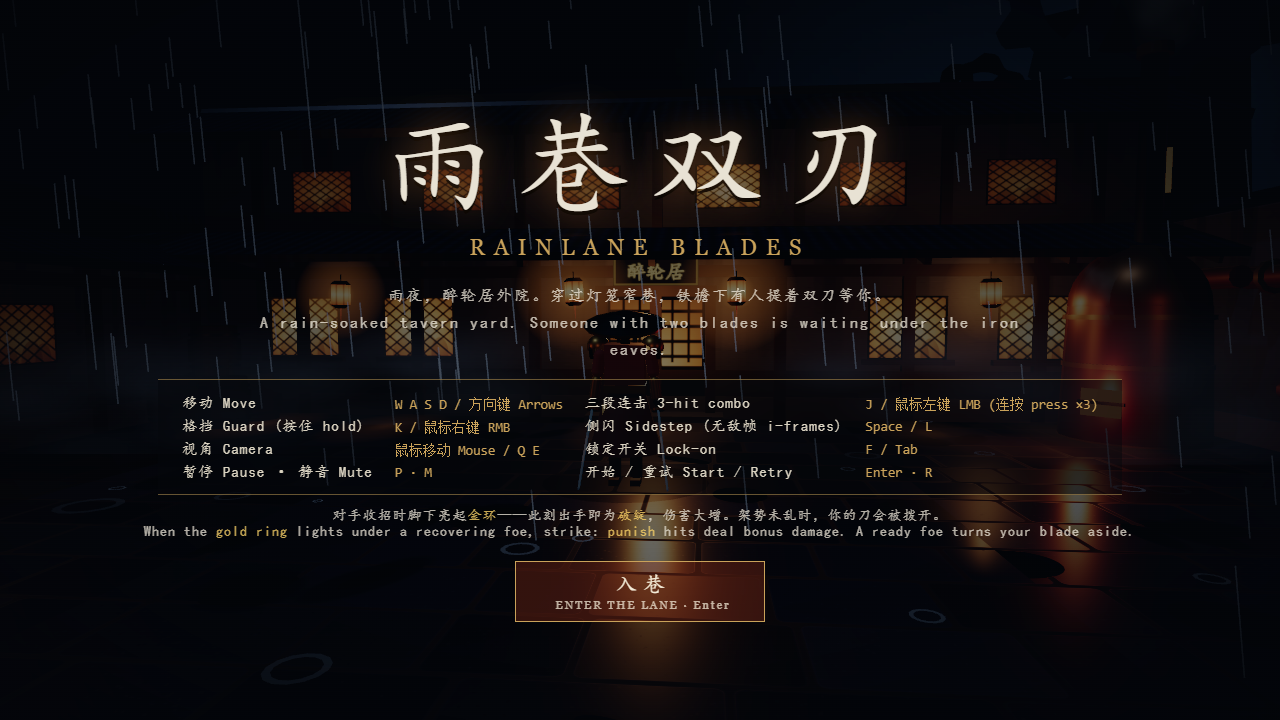 雨巷双刃
RAINLANE BLADES
醉轮居
雨夜，醉轮居外院。穿过灯笼窄巷，铁檐下有人提着双刀等你。
A rain-soaked tavern yard. Someone with two blades is waiting under the iron
eaves.
移动 Move W A S D / 方向键 Arrows 三段连击 3-hit combo J / 鼠标左键 LMB (连按 press ×3)
格挡 Guard (按住 hold) K / 鼠标右键 RMB 侧闪 Sidestep (无敌帧 i-frames) Space / L
视角 Camera 鼠标移动 Mouse / Q E 锁定开关 Lock-on F / Tab
暂停 Pause · 静音 Mute P · M 开始 / 重试 Start / Retry Enter · R
对手收招时脚下亮起金环——此刻出手即为破绽，伤害大增。架势未乱时，你的刀会被拨开。
When the gold ring lights under a recovering foe, strike: punish hits deal bonus damage. A ready foe turns your blade aside.
入巷
ENTER THE LANE · Enter